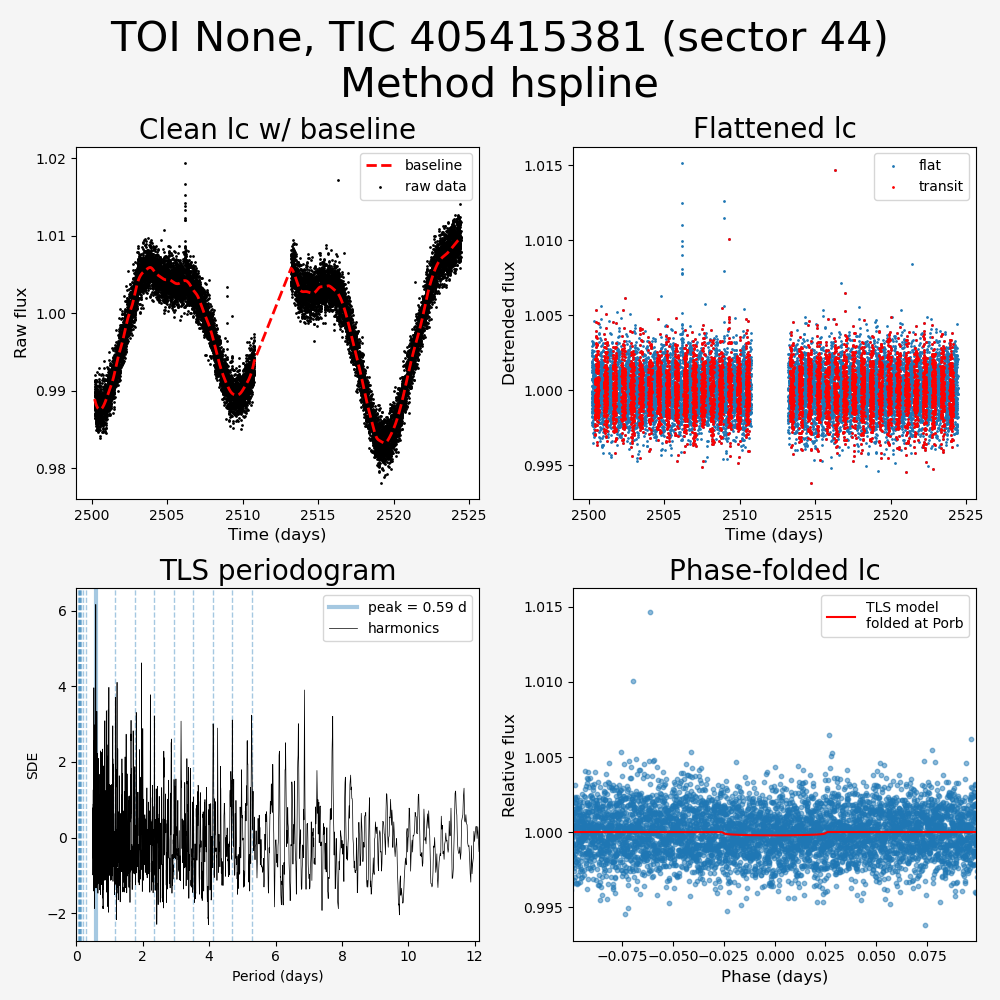 TOI None, TIC 405415381 (sector 44)
Method hspline
Clean lc w/ baseline
Flattened lc
baseline
raw data
flat
transit
1.02
1.01
1.00
0.99
0.98
Raw flux
2500
2505
2510
2515
2520
2525
Time (days)
1.015
1.010
1.005
1.000
0.995
Detrended flux
2500
2505
2510
2515
2520
2525
Time (days)
TLS periodogram
Phase-folded lc
peak = 0.59 d
harmonics
TLS model
folded at Porb
6
4
2
0
−2
SDE
0
2
4
6
8
10
12
Period (days)
1.015
1.010
1.005
1.000
0.995
Relative flux
−0.075
−0.050
−0.025
0.000
0.025
0.050
0.075
Phase (days)